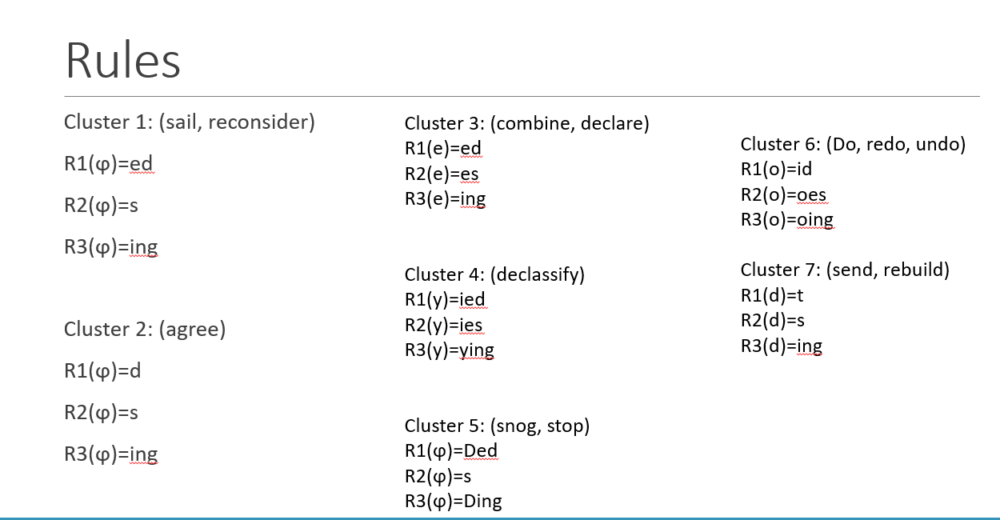 Rules
Cluster 1: (sail, reconsider)
R1(φ)=ed
R2(φ)=s
R3(φ)=ing
Cluster 2: (agree)
R1(φ)=d
R2(φ)=s
R3(φ)=ing
Cluster 3: (combine, declare)
R1(e)=ed
R2(e)=es
R3(e)=ing
Cluster 4: (declassify)
R1(y)=ied
R2(y)=ies
R3(y)=ying
Cluster 5: (snog, stop)
R1(φ)=Ded
R2(φ)=s
R3(φ)=Ding
Cluster 6: (Do, redo, undo)
R1(o)=id
R2(o)=oes
R3(o)=oing
Cluster 7: (send, rebuild)
R1(d)=t
R2(d)=s
R3(d)=ing